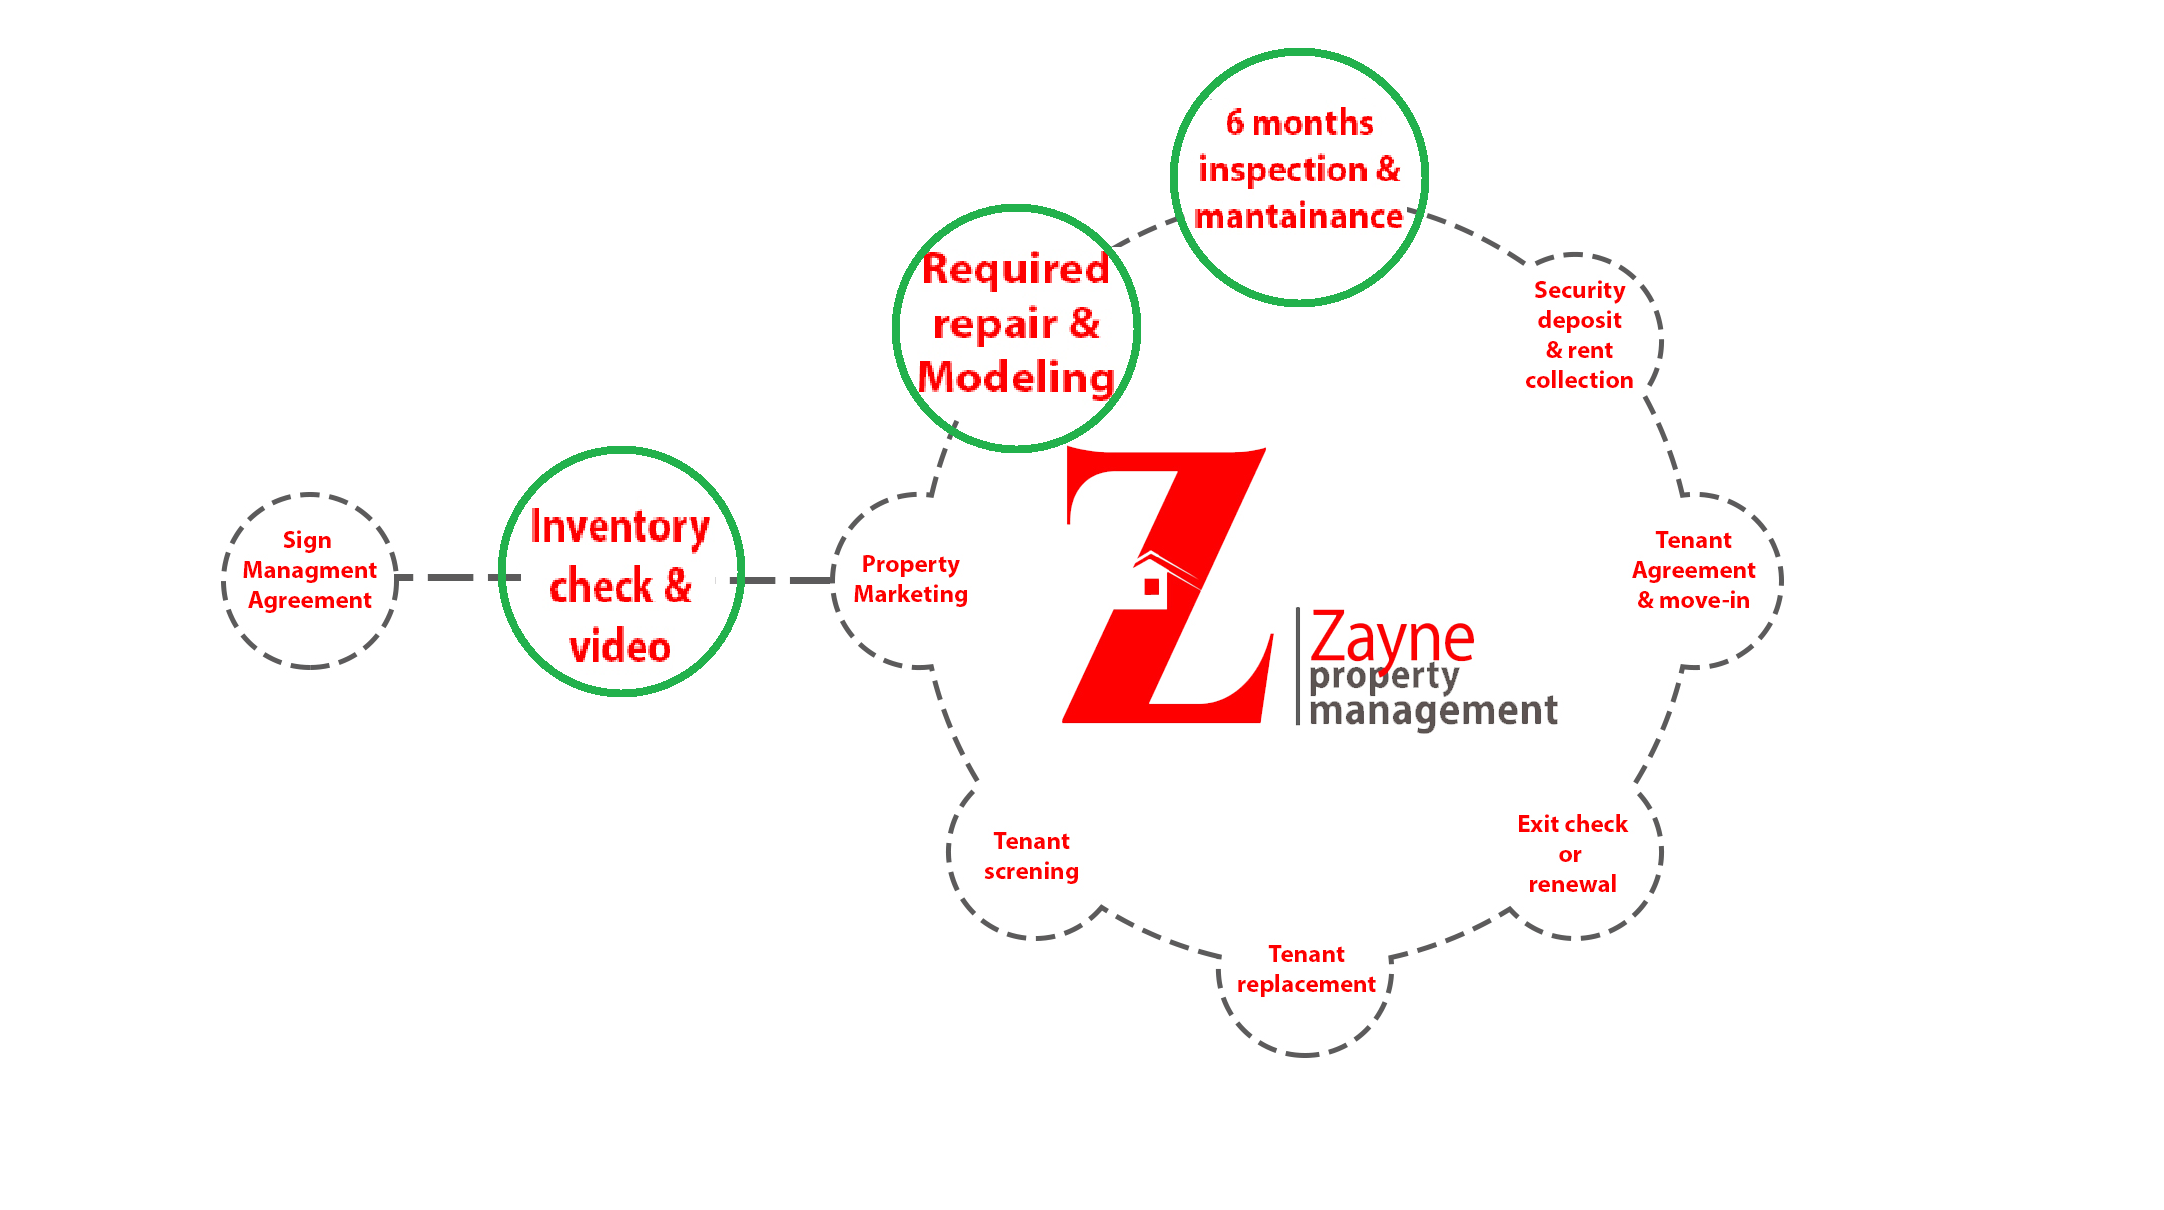 6 months
inspection &
mantainance
Required
repair &
Modeling
Security
deposit
& rent
collection
Inventory
check &
video
Sign
Managment
Agreement
Property
Marketing
Tenant
Agreement
& move-in
Zayne
property
management
Tenant
screning
Exit check
or
renewal
Tenant
replacement